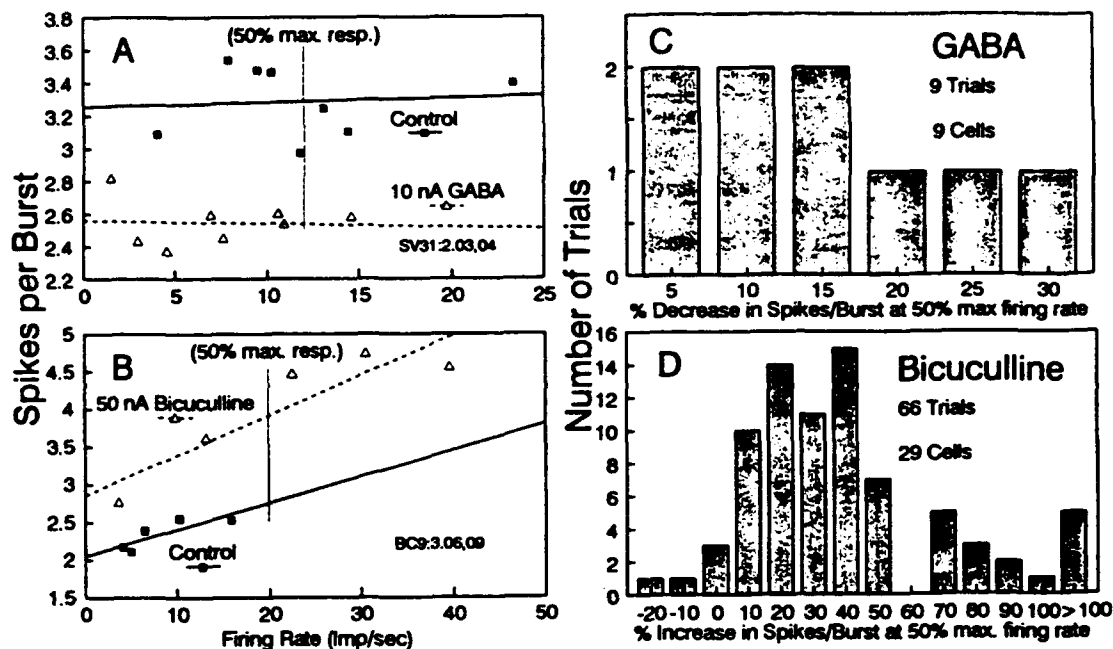 A
(50% max. resp.)
Control
10 nA GABA
SV31:2.03,04
3.8
3.6
3.4
3.2
3
2.8
2.6
2.4
2.2
0 5 10 15 20 25
Spikes per Burst
B
(50% max. resp.)
50 nA Bicuculline
Control
BC9:3.06,09
5
4.5
4
3.5
3
2.5
2
1.5
0 10 20 30 40 50
Firing Rate (Imp/sec)
C
GABA
9 Trials
9 Cells
2
1
0
5 10 15 20 25 30
% Decrease in Spikes/Burst at 50% max firing rate
Number of Trials
D
Bicuculline
66 Trials
29 Cells
16
14
12
10
8
6
4
2
0
-20 -10 0 10 20 30 40 50 60 70 80 90 100 >100
% Increase in Spikes/Burst at 50% max. firing rate